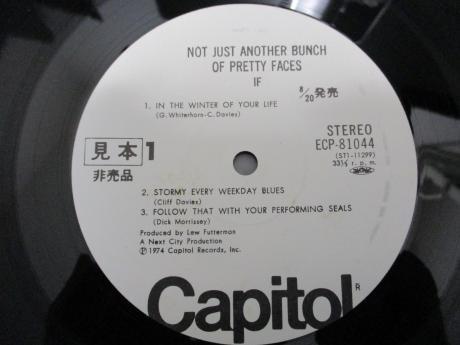 NOT JUST ANOTHER BUNCH
OF PRETTY FACES
IF
8/20発売
1. IN THE WINTER OF YOUR LIFE
(G. Whitehorn-C. Davies)
STEREO
ECP-81044
(ST1-11299)
33⅓ r. p. m.
見本 1
非売品
2. STORMY EVERY WEEKDAY BLUES
(Cliff Davies)
3. FOLLOW THAT WITH YOUR PERFORMING SEALS
(Dick Morrissey)
Produced by Lew Futterman
A Next City Production
Ⓟ 1974 Capitol Records, Inc.
Capitol®